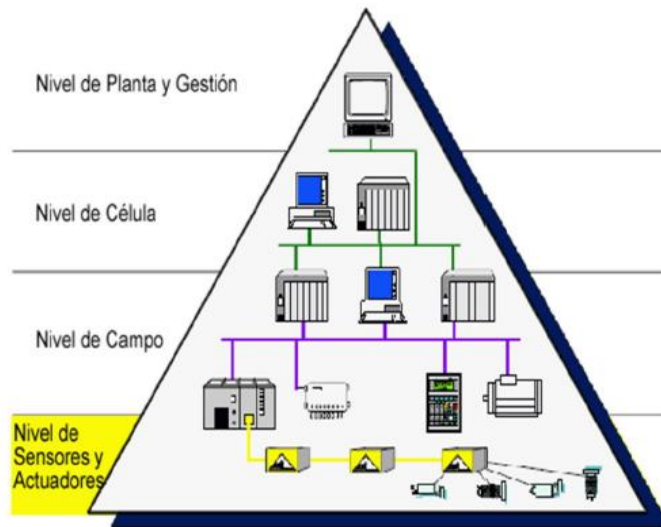 Nivel de Planta y Gestión
Nivel de Célula
Nivel de Campo
Nivel de
Sensores y
Actuadores